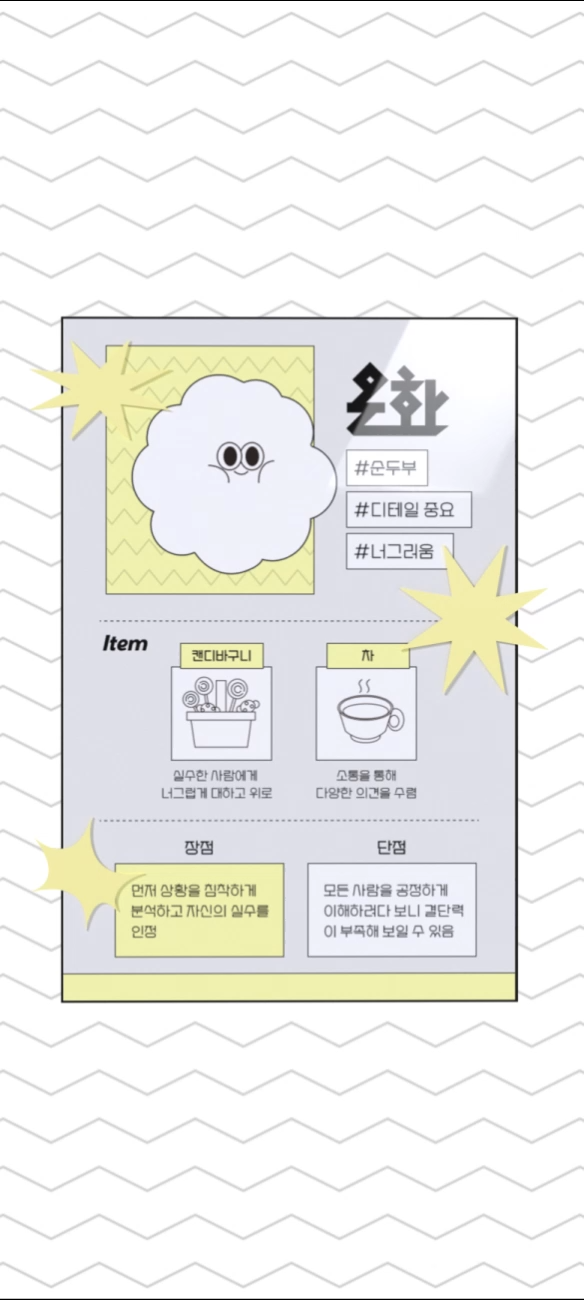 온화
#순두부
#디테일 중요
#너그러움
Item
캔디바구니
차
실수한 사람에게
너그럽게 대하고 위로
소통을 통해
다양한 의견을 수렴
장점
단점
먼저 상황을 침착하게
분석하고 자신의 실수를
인정
모든 사람을 공정하게
이해하려다 보니 결단력
이 부족해 보일 수 있음